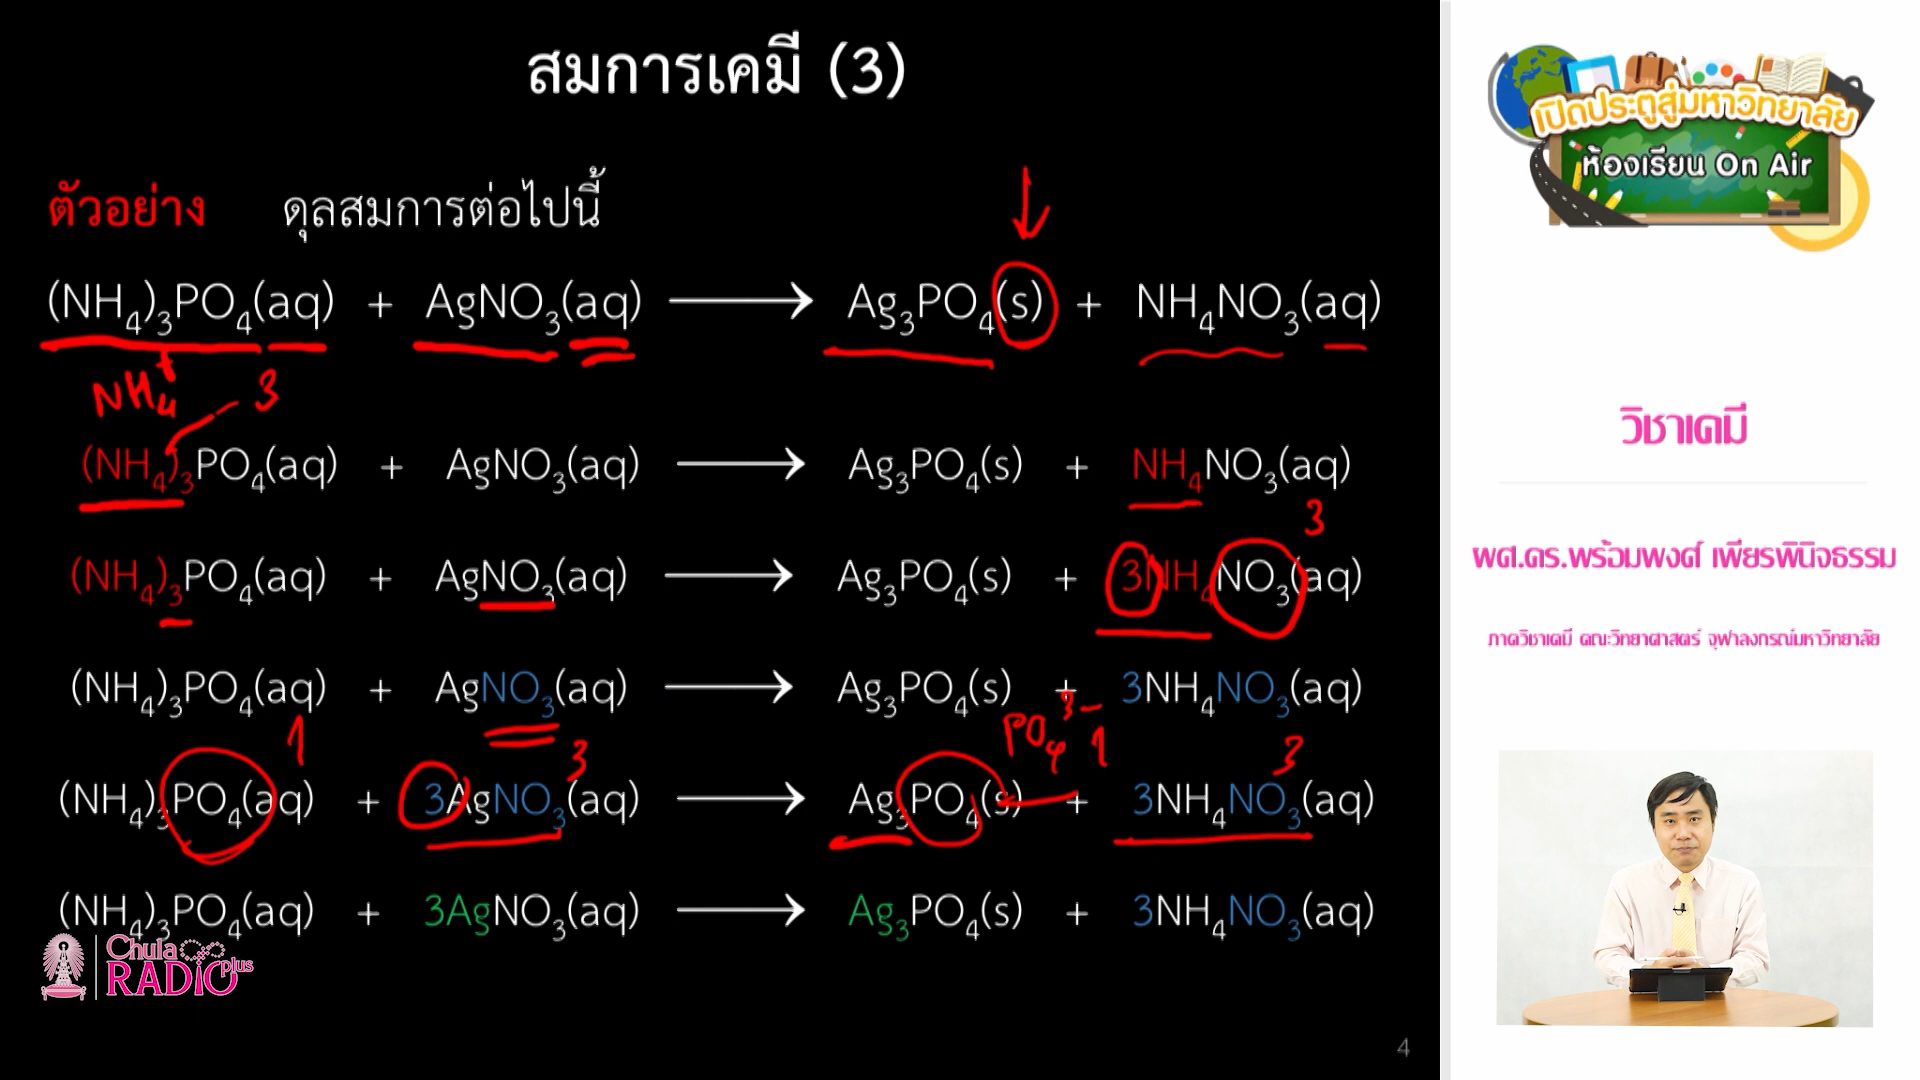 สมการเคมี (3)
ตัวอย่าง ดุลสมการต่อไปนี้
(NH₄)₃PO₄(aq) + AgNO₃(aq) ⟶ Ag₃PO₄(s) + NH₄NO₃(aq)
NH₄⁺ 3
(NH₄)₃PO₄(aq) + AgNO₃(aq) ⟶ Ag₃PO₄(s) + NH₄NO₃(aq)
3
(NH₄)₃PO₄(aq) + AgNO₃(aq) ⟶ Ag₃PO₄(s) + 3NH₄NO₃(aq)
(NH₄)₃PO₄(aq) + AgNO₃(aq) ⟶ Ag₃PO₄(s) + 3NH₄NO₃(aq)
1 3 PO₄³⁻ 1 3
(NH₄)₃PO₄(aq) + 3AgNO₃(aq) ⟶ Ag₃PO₄(s) + 3NH₄NO₃(aq)
(NH₄)₃PO₄(aq) + 3AgNO₃(aq) ⟶ Ag₃PO₄(s) + 3NH₄NO₃(aq)
Chula
RADIO plus
4
เปิดประตูสู่มหาวิทยาลัย
ห้องเรียน On Air
วิชาเคมี
ผศ.ดร.พร้อมพงศ์ เพียรพินิจธรรม
ภาควิชาเคมี คณะวิทยาศาสตร์ จุฬาลงกรณ์มหาวิทยาลัย